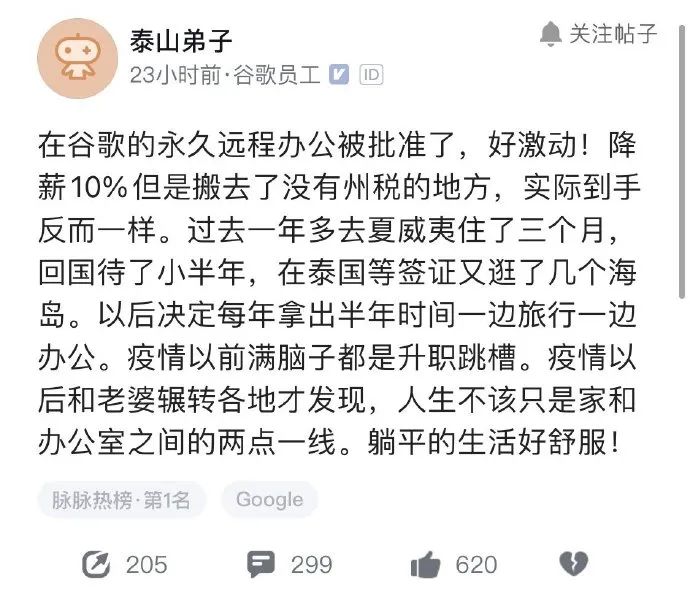 泰山弟子
关注帖子
23小时前·谷歌员工 V ID
在谷歌的永久远程办公被批准了，好激动！降
薪10%但是搬去了没有州税的地方，实际到手
反而一样。过去一年多去夏威夷住了三个月，
回国待了小半年，在泰国等签证又逛了几个海
岛。以后决定每年拿出半年时间一边旅行一边
办公。疫情以前满脑子都是升职跳槽。疫情以
后和老婆辗转各地才发现，人生不该只是家和
办公室之间的两点一线。躺平的生活好舒服！
脉脉热榜·第1名 Google
205 299 620